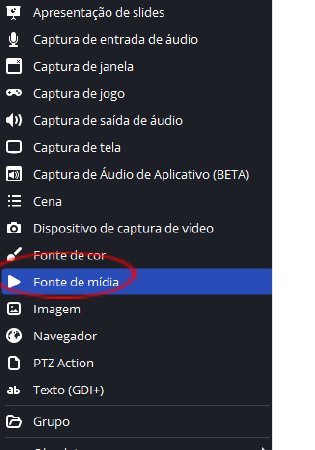 Apresentação de slides
Captura de entrada de áudio
Captura de janela
Captura de jogo
Captura de saída de áudio
Captura de tela
Captura de Áudio de Aplicativo (BETA)
Cena
Dispositivo de captura de vídeo
Fonte de cor
Fonte de mídia
Imagem
Navegador
PTZ Action
ab Texto (GDI+)
Grupo